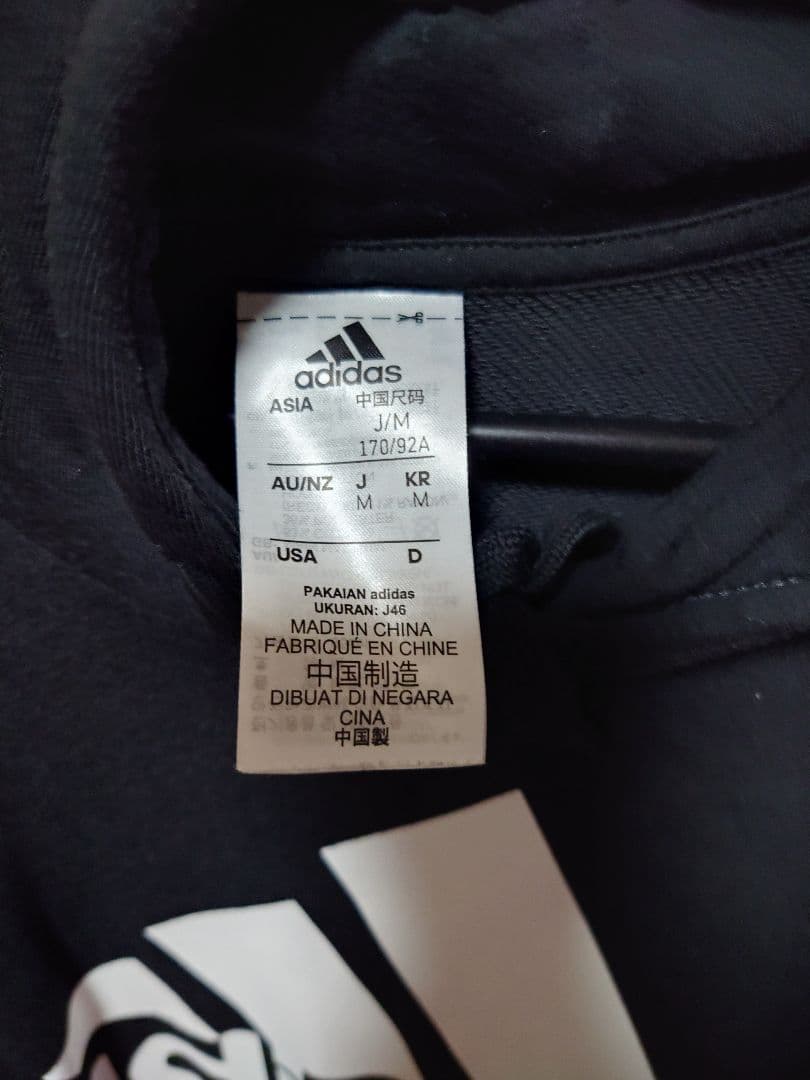 adidas
ASIA 中国尺码
J/M
170/92A
AU/NZ J KR
M M
USA D
PAKAIAN adidas
UKURAN: J46
MADE IN CHINA
FABRIQUÉ EN CHINE
中国制造
DIBUAT DI NEGARA
CINA
中国製